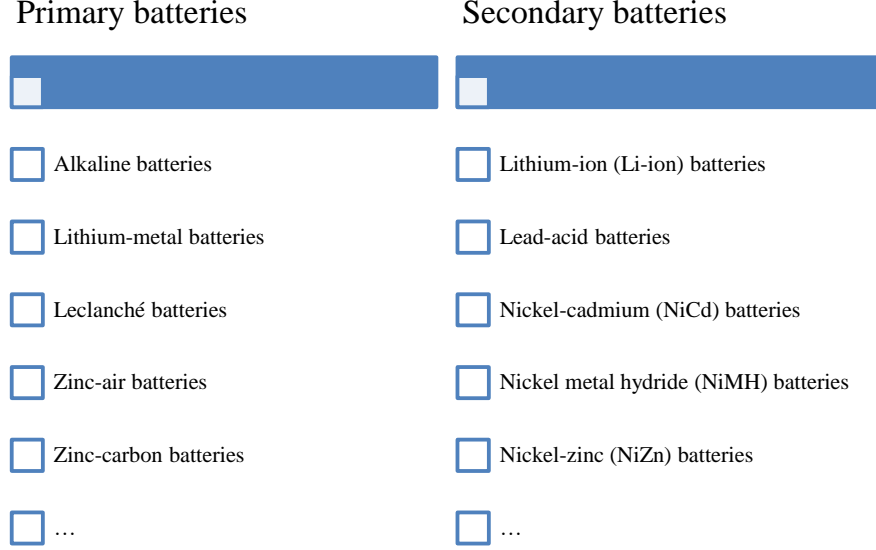 Primary batteries
Alkaline batteries
Lithium-metal batteries
Leclanché batteries
Zinc-air batteries
Zinc-carbon batteries
…
Secondary batteries
Lithium-ion (Li-ion) batteries
Lead-acid batteries
Nickel-cadmium (NiCd) batteries
Nickel metal hydride (NiMH) batteries
Nickel-zinc (NiZn) batteries
…